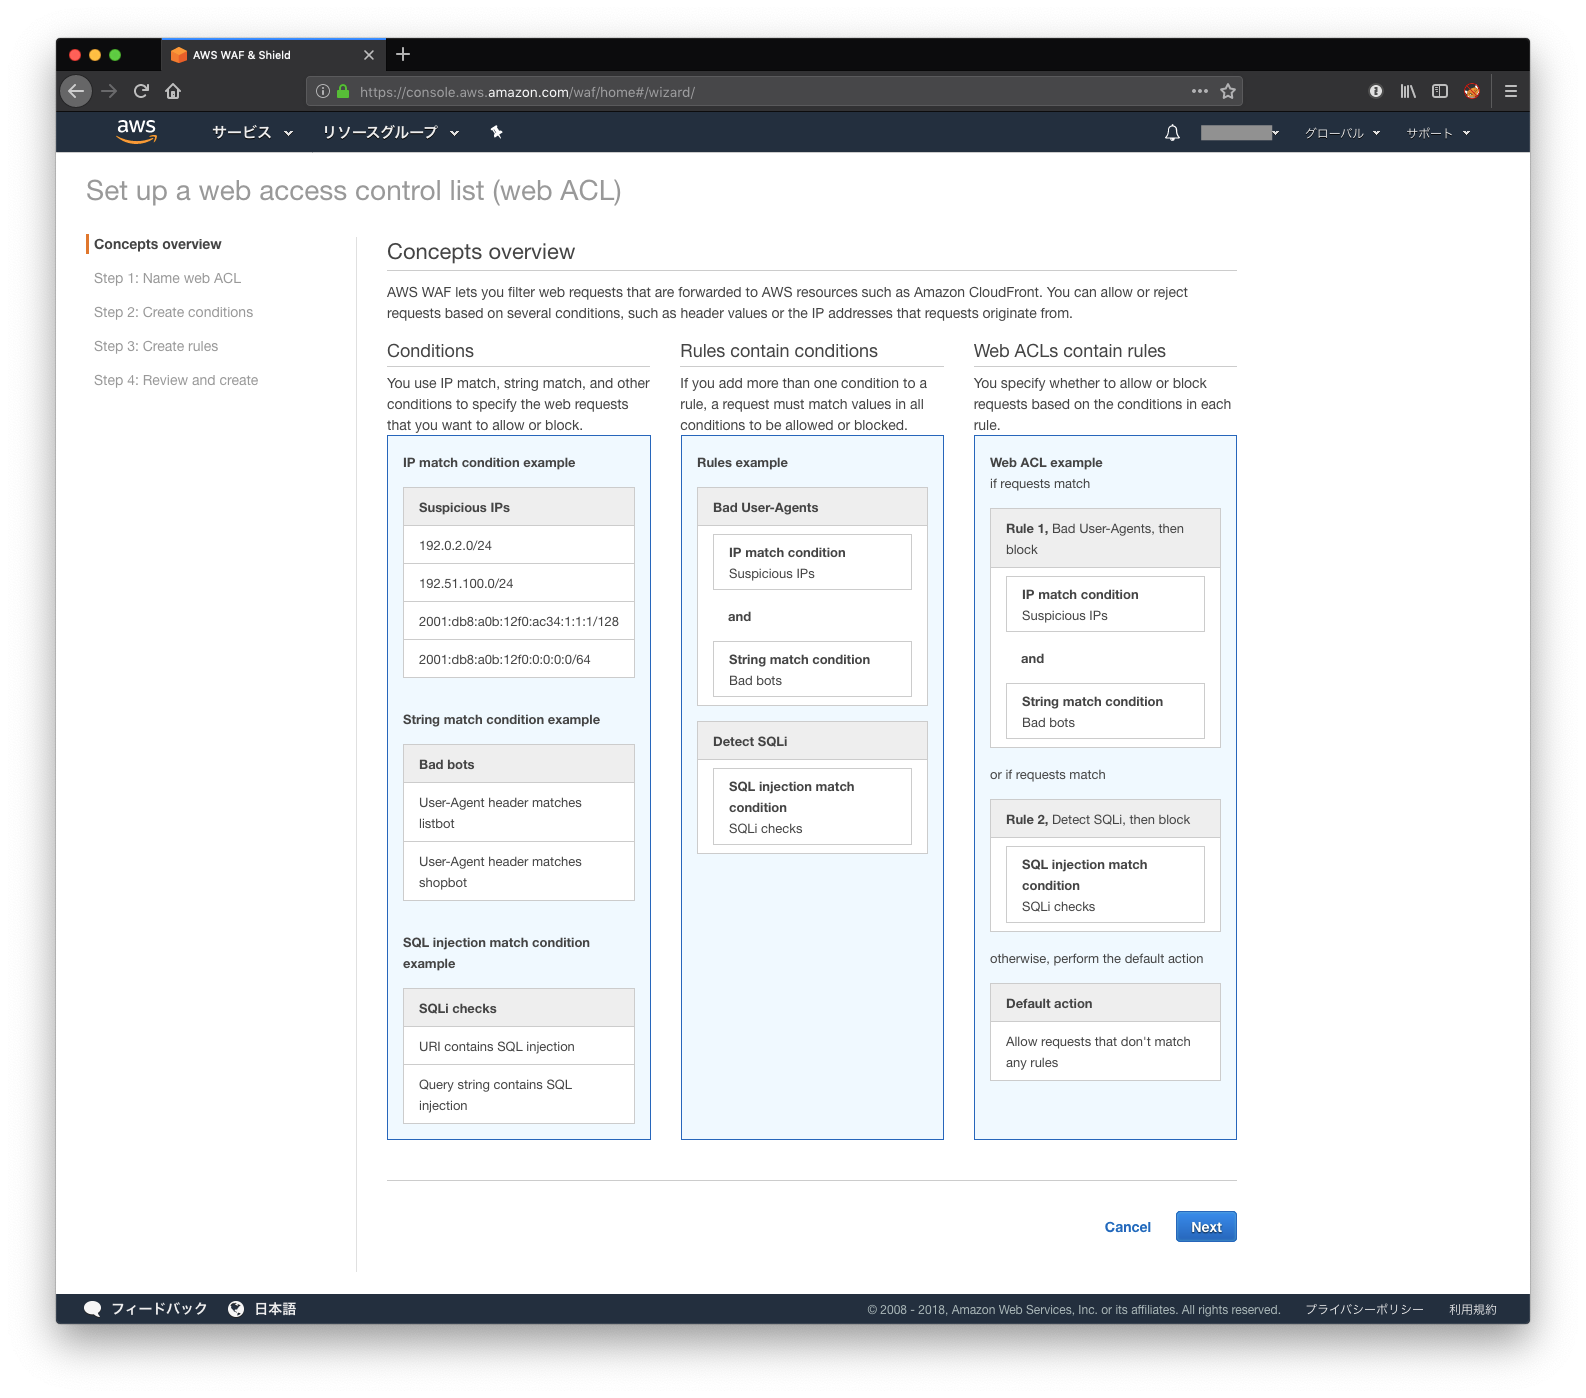 AWS WAF & Shield
https://console.aws.amazon.com/waf/home#/wizard/
aws
サービス
リソースグループ
グローバル
サポート
Set up a web access control list (web ACL)
Concepts overview
Step 1: Name web ACL
Step 2: Create conditions
Step 3: Create rules
Step 4: Review and create
Concepts overview
AWS WAF lets you filter web requests that are forwarded to AWS resources such as Amazon CloudFront. You can allow or reject
requests based on several conditions, such as header values or the IP addresses that requests originate from.
Conditions
You use IP match, string match, and other
conditions to specify the web requests
that you want to allow or block.
IP match condition example
Suspicious IPs
192.0.2.0/24
192.51.100.0/24
2001:db8:a0b:12f0:ac34:1:1:1/128
2001:db8:a0b:12f0:0:0:0:0/64
String match condition example
Bad bots
User-Agent header matches
listbot
User-Agent header matches
shopbot
SQL injection match condition
example
SQLi checks
URI contains SQL injection
Query string contains SQL
injection
Rules contain conditions
If you add more than one condition to a
rule, a request must match values in all
conditions to be allowed or blocked.
Rules example
Bad User-Agents
IP match condition
Suspicious IPs
and
String match condition
Bad bots
Detect SQLi
SQL injection match
condition
SQLi checks
Web ACLs contain rules
You specify whether to allow or block
requests based on the conditions in each
rule.
Web ACL example
if requests match
Rule 1, Bad User-Agents, then
block
IP match condition
Suspicious IPs
and
String match condition
Bad bots
or if requests match
Rule 2, Detect SQLi, then block
SQL injection match
condition
SQLi checks
otherwise, perform the default action
Default action
Allow requests that don't match
any rules
Cancel
Next
フィードバック
日本語
© 2008 - 2018, Amazon Web Services, Inc. or its affiliates. All rights reserved.
プライバシーポリシー
利用規約